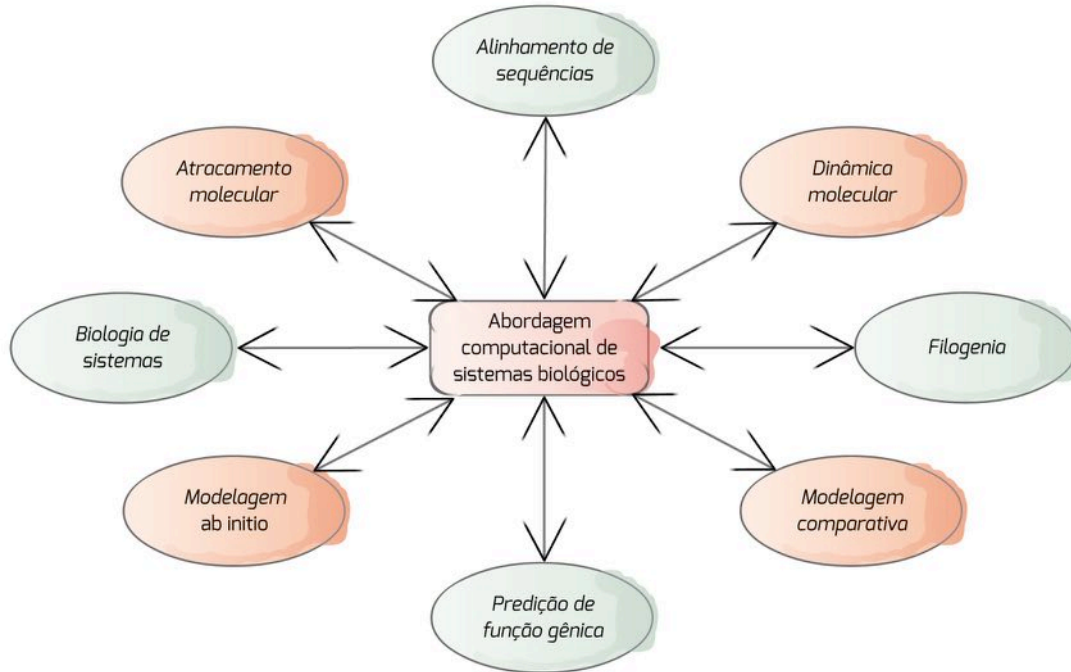 Alinhamento de
sequências
Atracamento
molecular
Dinâmica
molecular
Biologia de
sistemas
Abordagem
computacional de
sistemas biológicos
Filogenia
Modelagem
ab initio
Modelagem
comparativa
Predição de
função gênica